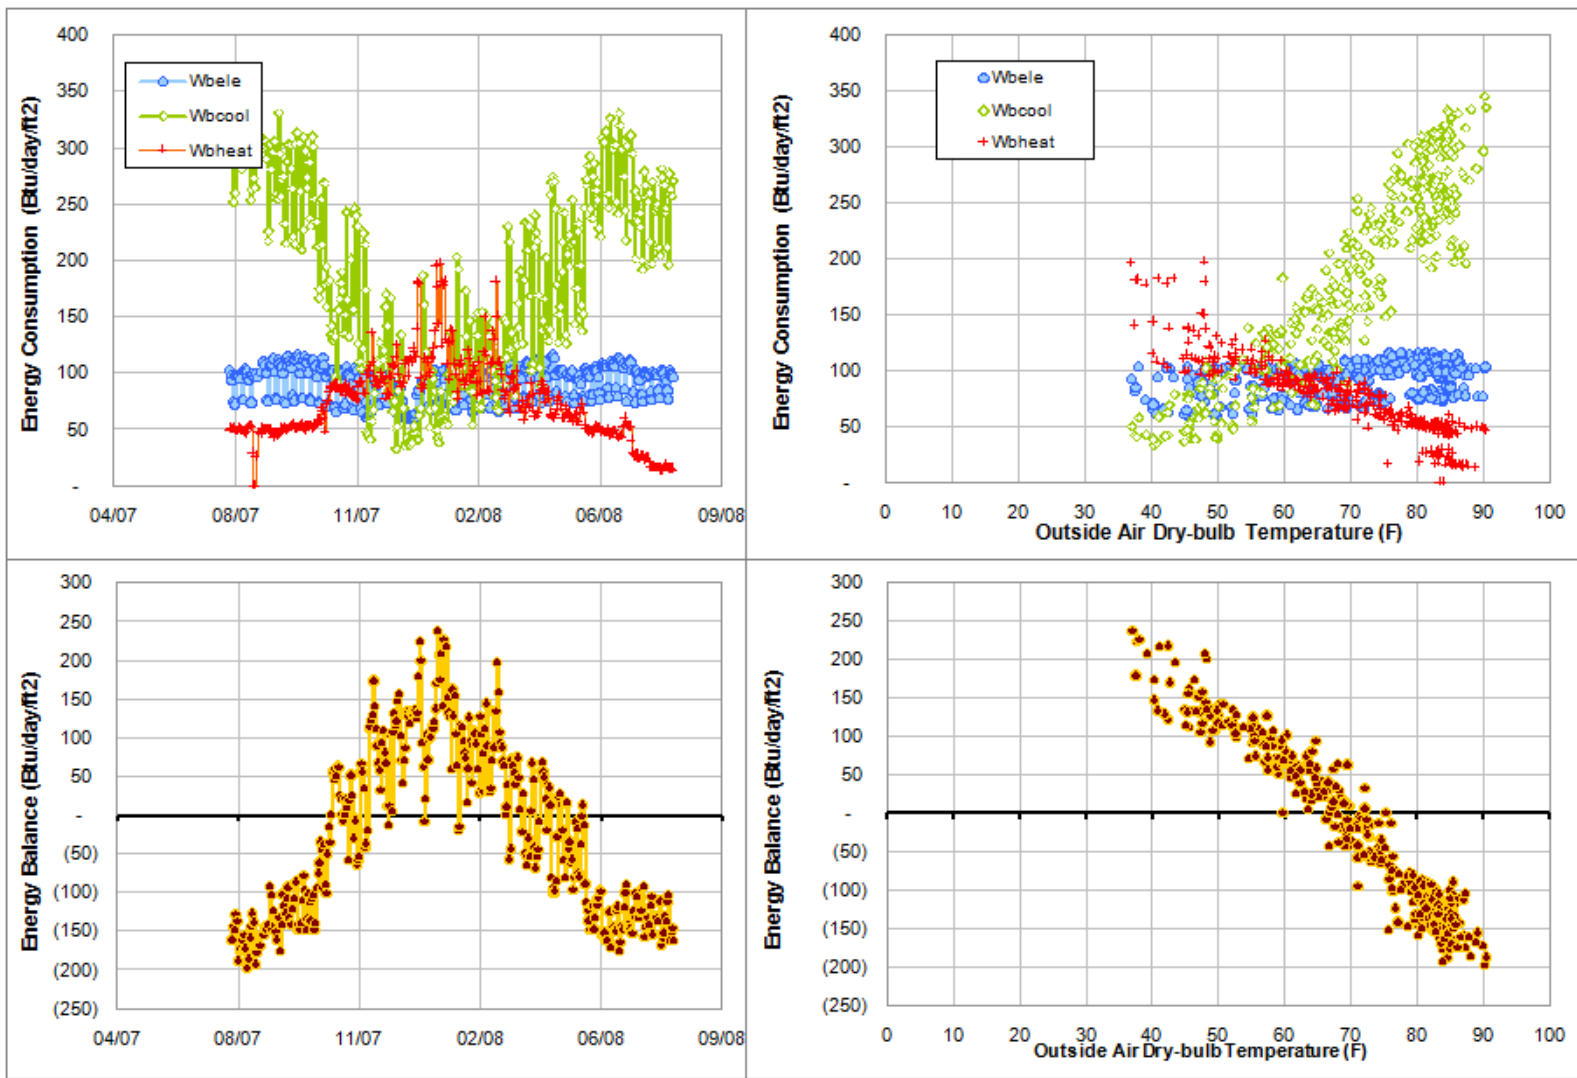 Energy Consumption (Btu/day/ft2)
400
350
300
250
200
150
100
50
-
Wbele
Wbcool
Wbheat
04/07 08/07 11/07 02/08 06/08 09/08
Energy Consumption (Btu/day/ft2)
400
350
300
250
200
150
100
50
-
Wbele
Wbcool
Wbheat
0 10 20 30 40 50 60 70 80 90 100
Outside Air Dry-bulb Temperature (F)
Energy Balance (Btu/day/ft2)
300
250
200
150
100
50
-
(50)
(100)
(150)
(200)
(250)
04/07 08/07 11/07 02/08 06/08 09/08
Energy Balance (Btu/day/ft2)
300
250
200
150
100
50
-
(50)
(100)
(150)
(200)
(250)
0 10 20 30 40 50 60 70 80 90 100
Outside Air Dry-bulb Temperature (F)